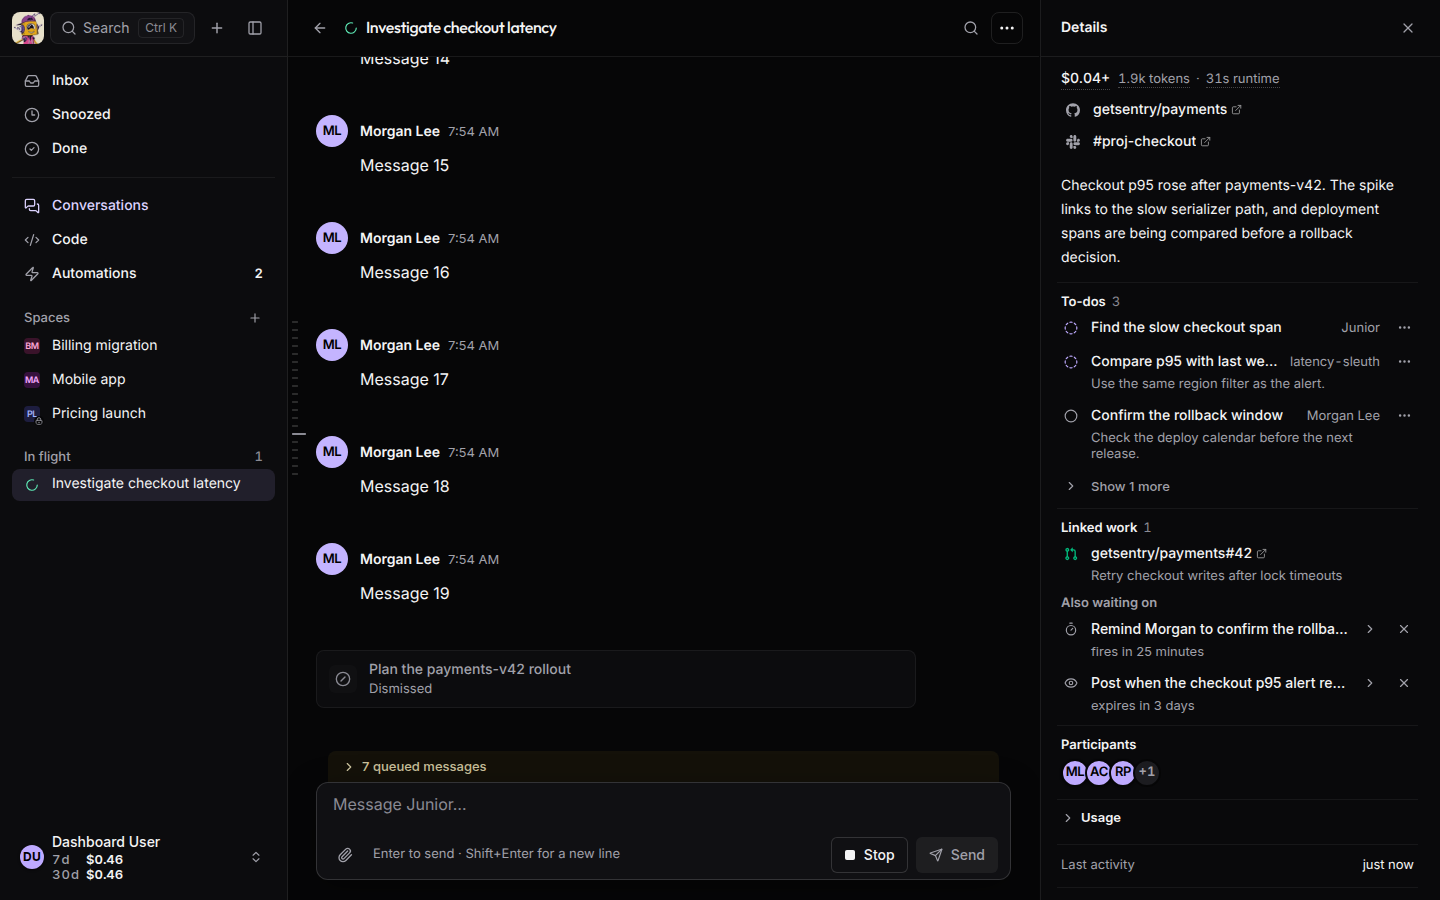 Search Ctrl K
Inbox
Snoozed
Done
Conversations
Code
Automations 2
Spaces
BM Billing migration
MA Mobile app
PL Pricing launch
In flight 1
Investigate checkout latency
DU Dashboard User
7d $0.46
30d $0.46
Investigate checkout latency
Message 14
ML Morgan Lee 7:54 AM
Message 15
ML Morgan Lee 7:54 AM
Message 16
ML Morgan Lee 7:54 AM
Message 17
ML Morgan Lee 7:54 AM
Message 18
ML Morgan Lee 7:54 AM
Message 19
Plan the payments-v42 rollout
Dismissed
7 queued messages
Message Junior...
Enter to send · Shift+Enter for a new line
Stop
Send
Details
$0.04+ 1.9k tokens · 31s runtime
getsentry/payments
#proj-checkout
Checkout p95 rose after payments-v42. The spike
links to the slow serializer path, and deployment
spans are being compared before a rollback
decision.
To-dos 3
Find the slow checkout span Junior
Compare p95 with last we... latency-sleuth
Use the same region filter as the alert.
Confirm the rollback window Morgan Lee
Check the deploy calendar before the next
release.
Show 1 more
Linked work 1
getsentry/payments#42
Retry checkout writes after lock timeouts
Also waiting on
Remind Morgan to confirm the rollba...
fires in 25 minutes
Post when the checkout p95 alert re...
expires in 3 days
Participants
ML AC RP +1
Usage
Last activity just now